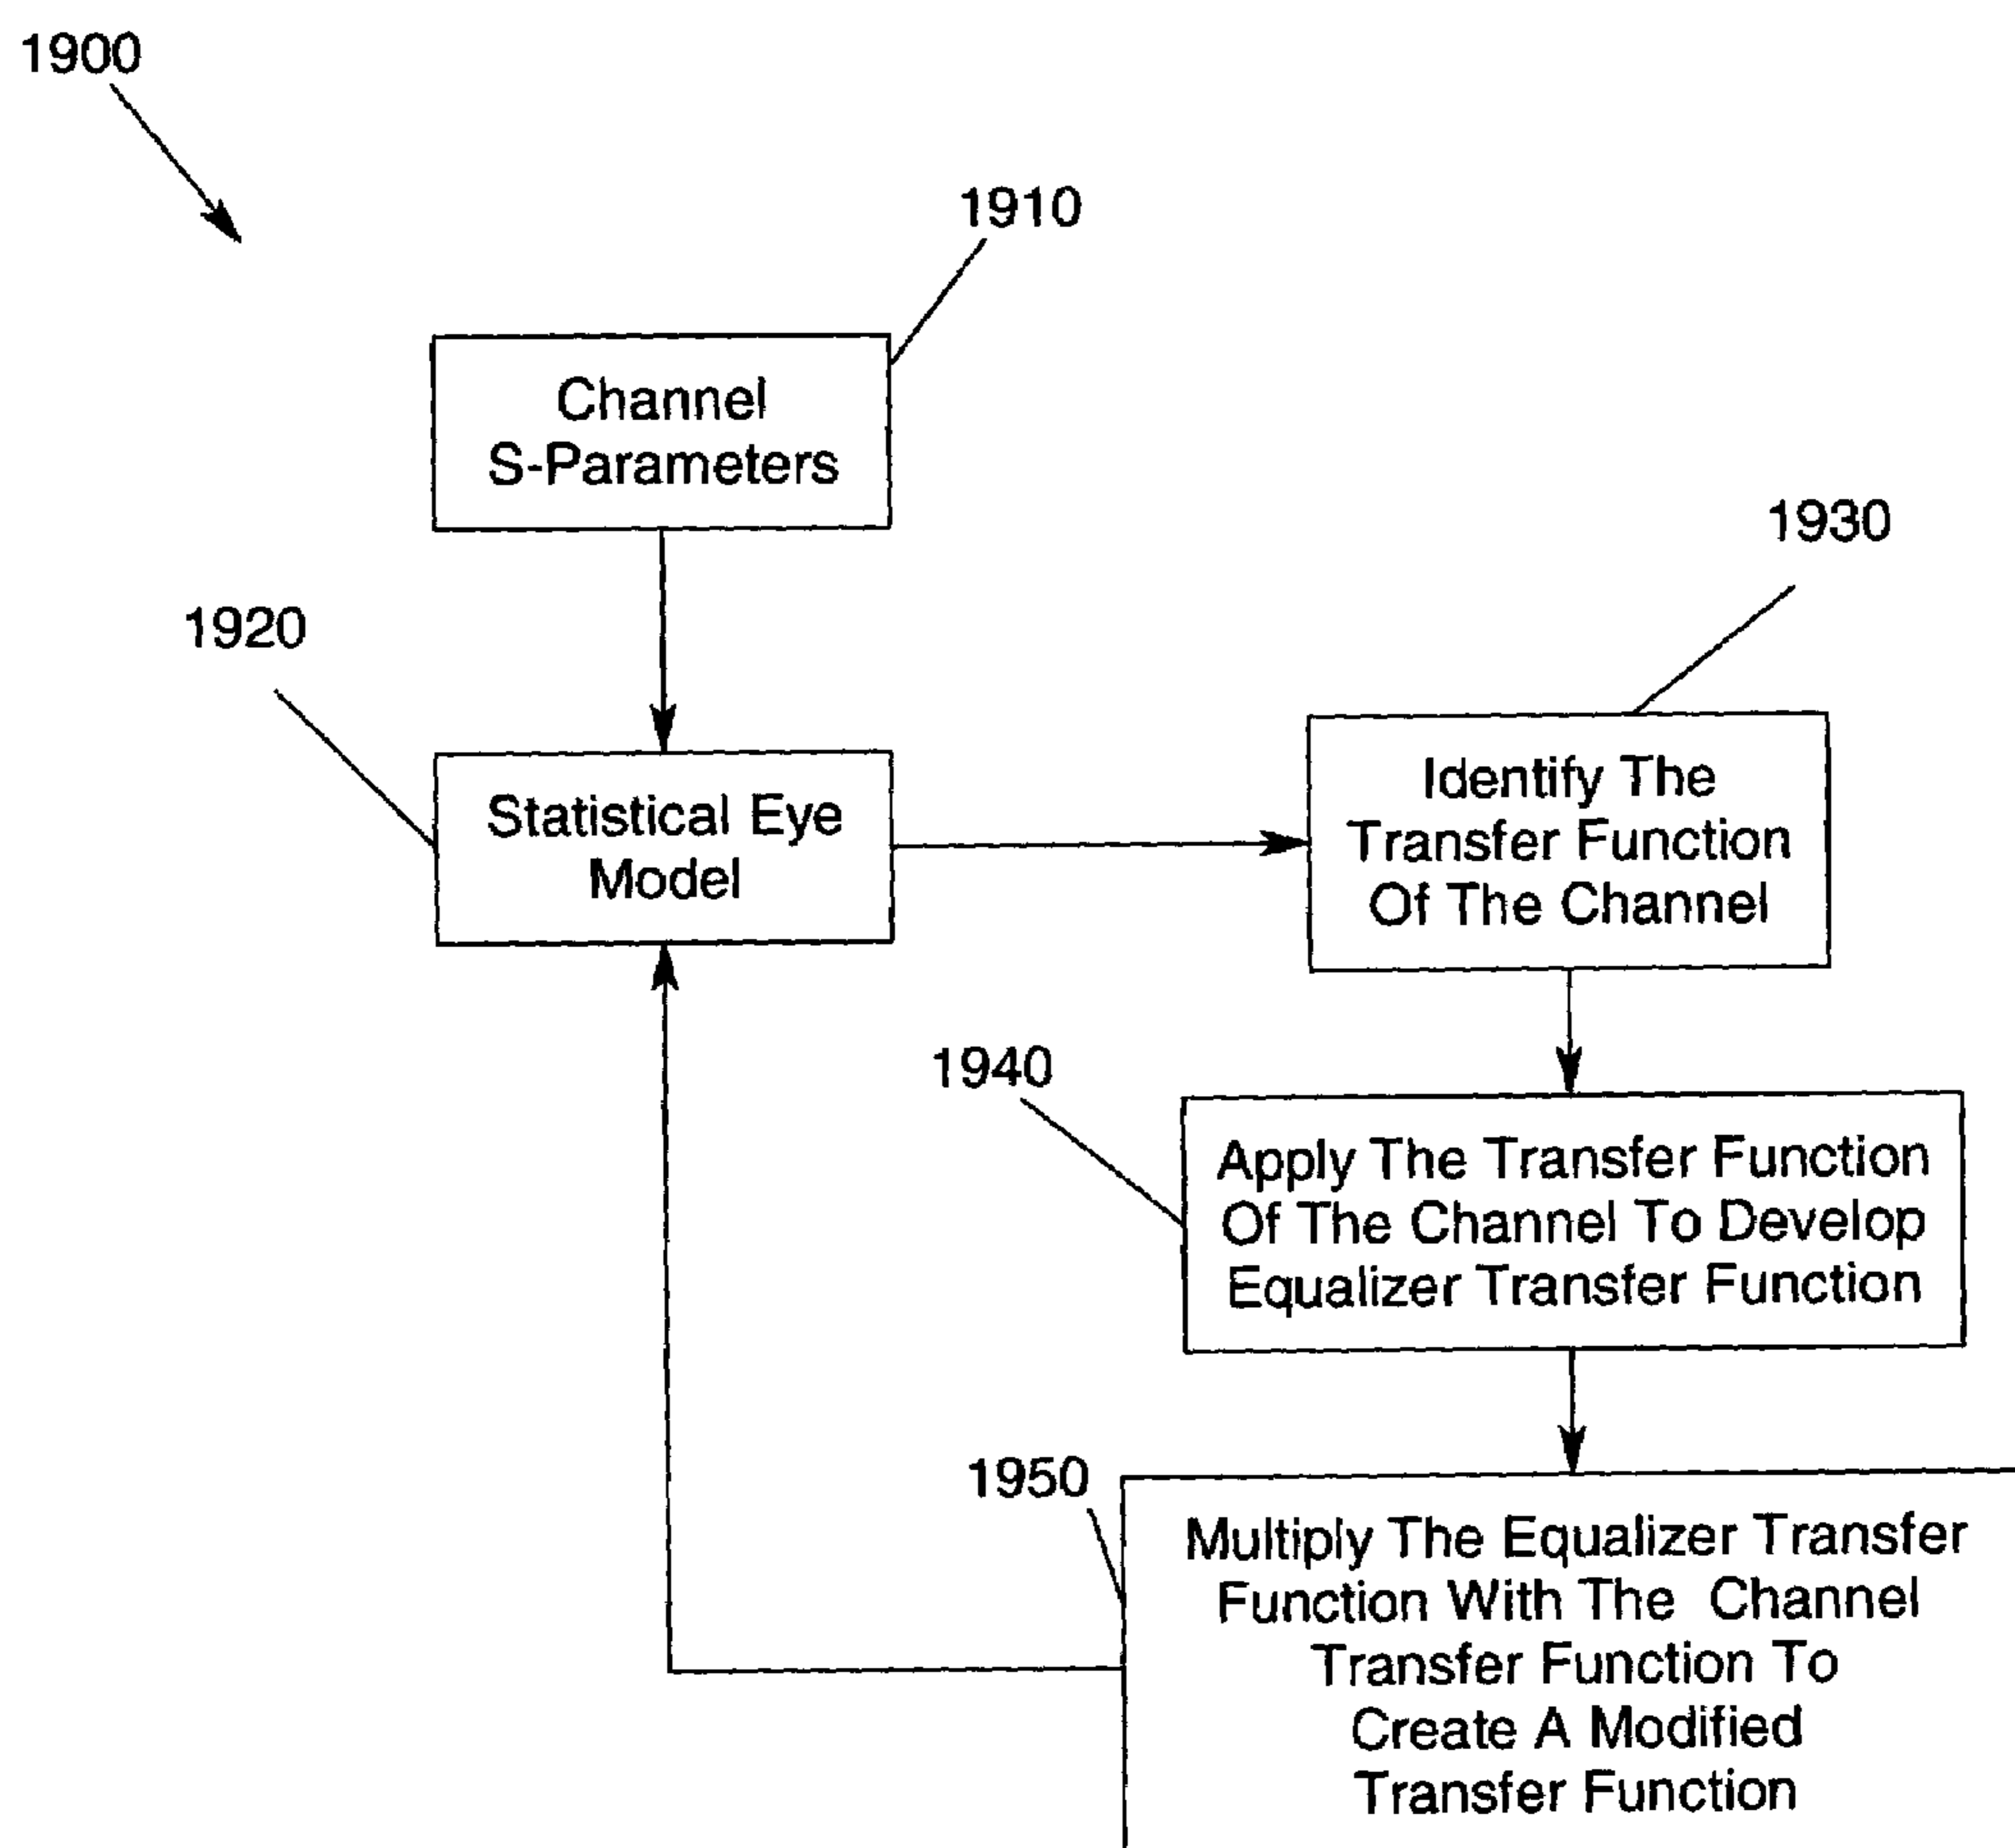 1900
1910
Channel
S-Parameters
1930
1920
Statistical Eye
Model
Identify The
Transfer Function
Of The Channel
1940
Apply The Transfer Function
Of The Channel To Develop
Equalizer Transfer Function
1950
Multiply The Equalizer Transfer
Function With The Channel
Transfer Function To
Create A Modified
Transfer Function